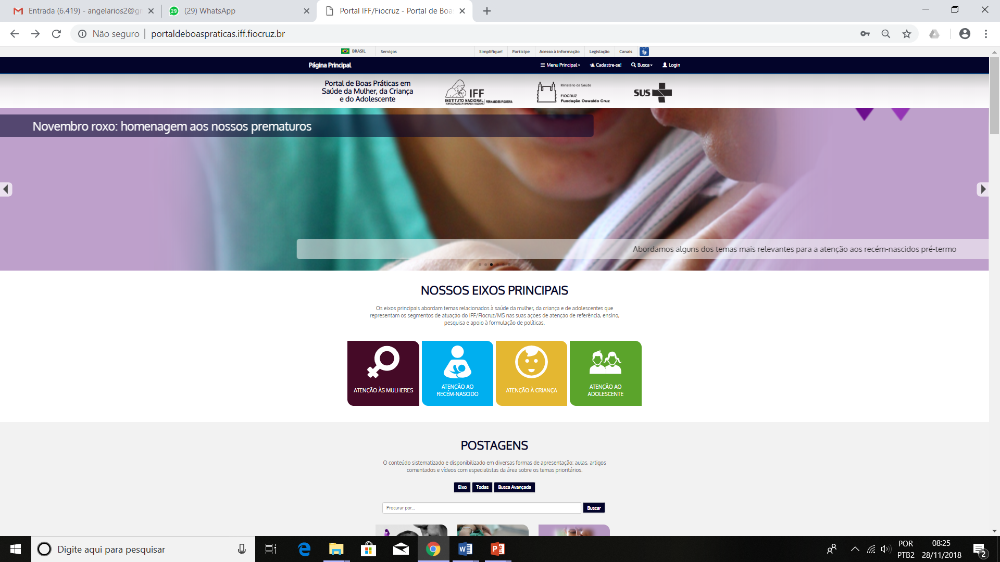 Entrada (6.419) - angelarios2@gm
(29) WhatsApp
Portal IFF/Fiocruz - Portal de Boa
Não seguro | portaldeboaspraticas.iff.fiocruz.br
BRASIL Serviços Simplifique! Participe Acesso à informação Legislação Canais
Página Principal Menu Principal Cadastre-se! Busca Login
Portal de Boas Práticas em
Saúde da Mulher, da Criança
e do Adolescente
IFF
INSTITUTO NACIONAL FERNANDES FIGUEIRA
Ministério da Saúde
FIOCRUZ
Fundação Oswaldo Cruz
SUS
Novembro roxo: homenagem aos nossos prematuros
Abordamos alguns dos temas mais relevantes para a atenção aos recém-nascidos pré-termo
NOSSOS EIXOS PRINCIPAIS
Os eixos principais abordam temas relacionados à saúde da mulher, da criança e de adolescentes que
representam os segmentos de atuação do IFF/Fiocruz/MS nas suas ações de atenção de referência, ensino,
pesquisa e apoio à formulação de políticas.
ATENÇÃO ÀS MULHERES
ATENÇÃO AO
RECÉM-NASCIDO
ATENÇÃO À CRIANÇA
ATENÇÃO AO
ADOLESCENTE
POSTAGENS
O conteúdo sistematizado e disponibilizado em diversas formas de apresentação: aulas, artigos
comentados e vídeos com especialistas da área sobre os temas prioritários.
Eixo Todas Busca Avançada
Procurar por... Buscar
Digite aqui para pesquisar
POR
PTB2
08:25
28/11/2018
2